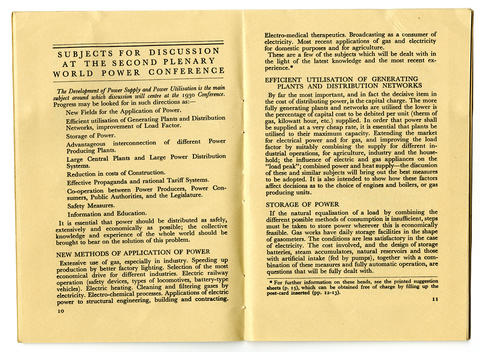 SUBJECTS FOR DISCUSSION
AT THE SECOND PLENARY
WORLD POWER CONFERENCE
The Development of Power Supply and Power Utilisation is the main
subject around which discussion will centre at the 1930 Conference.
Progress may be looked for in such directions as:—
New Fields for the Application of Power.
Efficient utilisation of Generating Plants and Distribution
Networks, improvement of Load Factor.
Storage of Power.
Advantageous interconnection of different Power
Producing Plants.
Large Central Plants and Large Power Distribution
Systems.
Reduction in costs of Construction.
Effective Propaganda and rational Tariff Systems.
Co-operation between Power Producers, Power Con-
sumers, Public Authorities, and the Legislature.
Safety Measures.
Information and Education.
It is essential that power should be distributed as safely,
extensively and economically as possible; the collective
knowledge and experience of the whole world should be
brought to bear on the solution of this problem.
NEW METHODS OF APPLICATION OF POWER
Extensive use of gas, especially in industry. Speeding up
production by better factory lighting. Selection of the most
economical drive for different industries. Electric railway
operation (safety devices, types of locomotives, battery-type
vehicles). Electric heating. Cleaning and filtering gases by
electricity. Electro-chemical processes. Applications of electric
power to structural engineering, building and contracting.
10
Electro-medical therapeutics. Broadcasting as a consumer of
electricity. Most recent applications of gas and electricity
for domestic purposes and for agriculture.
These are a few of the subjects which will be dealt with in
the light of the latest knowledge and the most recent ex-
perience.*
EFFICIENT UTILISATION OF GENERATING
PLANTS AND DISTRIBUTION NETWORKS
By far the most important, and in fact the decisive item in
the cost of distributing power, is the capital charge. The more
fully generating plants and networks are utilised the lower is
the percentage of capital cost to be debited per unit (therm of
gas, kilowatt hour, etc.) supplied. In order that power shall
be supplied at a very cheap rate, it is essential that plants be
utilised to their maximum capacity. Extending the market
for electrical power and for gas, and improving the load
factor by suitably combining the supply for different in-
dustrial operations, for agriculture, industry and the house-
hold; the influence of electric and gas appliances on the
"load peak"; combined power and heat supply—the discussion
of these and similar subjects will bring out the best measures
to be adopted. It is also intended to show how these factors
affect decisions as to the choice of engines and boilers, or gas
producing units.
STORAGE OF POWER
If the natural equalisation of a load by combining the
different possible methods of consumption is insufficient, steps
must be taken to store power wherever this is economically
feasible. Gas works have daily storage facilities in the shape
of gasometers. The conditions are less satisfactory in the case
of electricity. The cost involved, and the design of storage
batteries, steam accumulators, natural reservoirs and those
with artificial intake (fed by pumps), together with a com-
bination of these measures and fully automatic operation, are
questions that will be fully dealt with.
* For further information on these heads, see the printed suggestion
sheets (p. 15), which can be obtained free of charge by filling up the
post-card inserted (pp. 12-13).
11